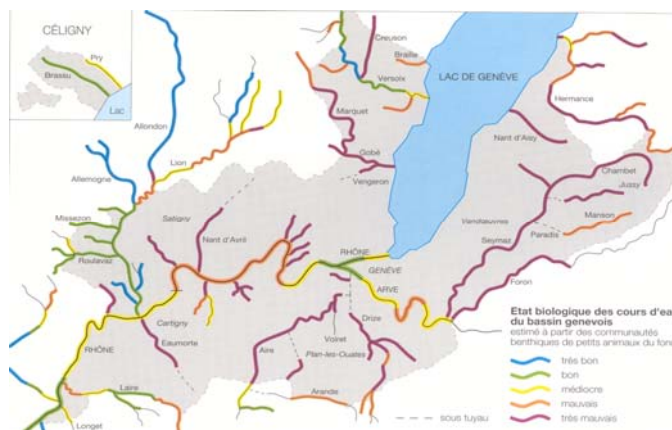 CÉLIGNY
Pry
Brassu
Lac
Creuson
Braille
Versoix
LAC DE GENÈVE
Hermance
Allondon
Marquet
Nant d'Aisy
Lion
Gobé
Chambet
Allemogne
Vengeron
Jussy
Missezon
Satigny
Manson
Vandœuvres
Nant d'Avril
Paradis
Roulavaz
RHÔNE
Seymaz
GENÈVE
Foron
ARVE
Cartigny
Drize
Voiret
Eaumorte
Aire
Plan-les-Ouates
RHÔNE
Laire
Arande
Longet
Etat biologique des cours d'ea
du bassin genevois
estimé à partir des communautés
benthiques de petits animaux du fon
très bon
bon
médiocre
mauvais
très mauvais
sous tuyau